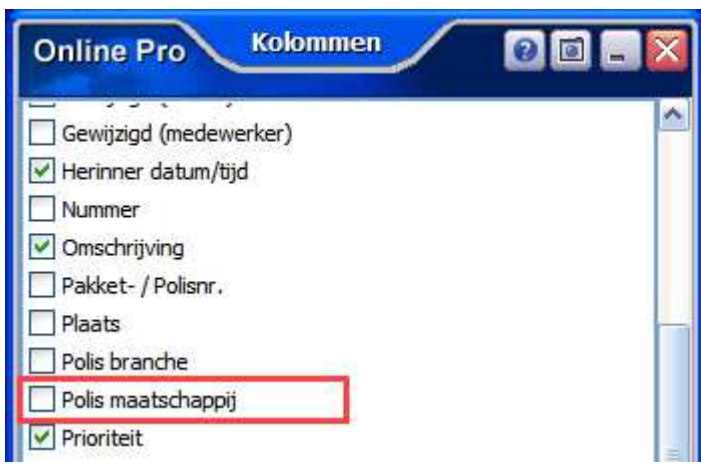 Online Pro
Kolommen
Gewijzigd (medewerker)
Herinner datum/tijd
Nummer
Omschrijving
Pakket- / Polisnr.
Plaats
Polis branche
Polis maatschappij
Prioriteit